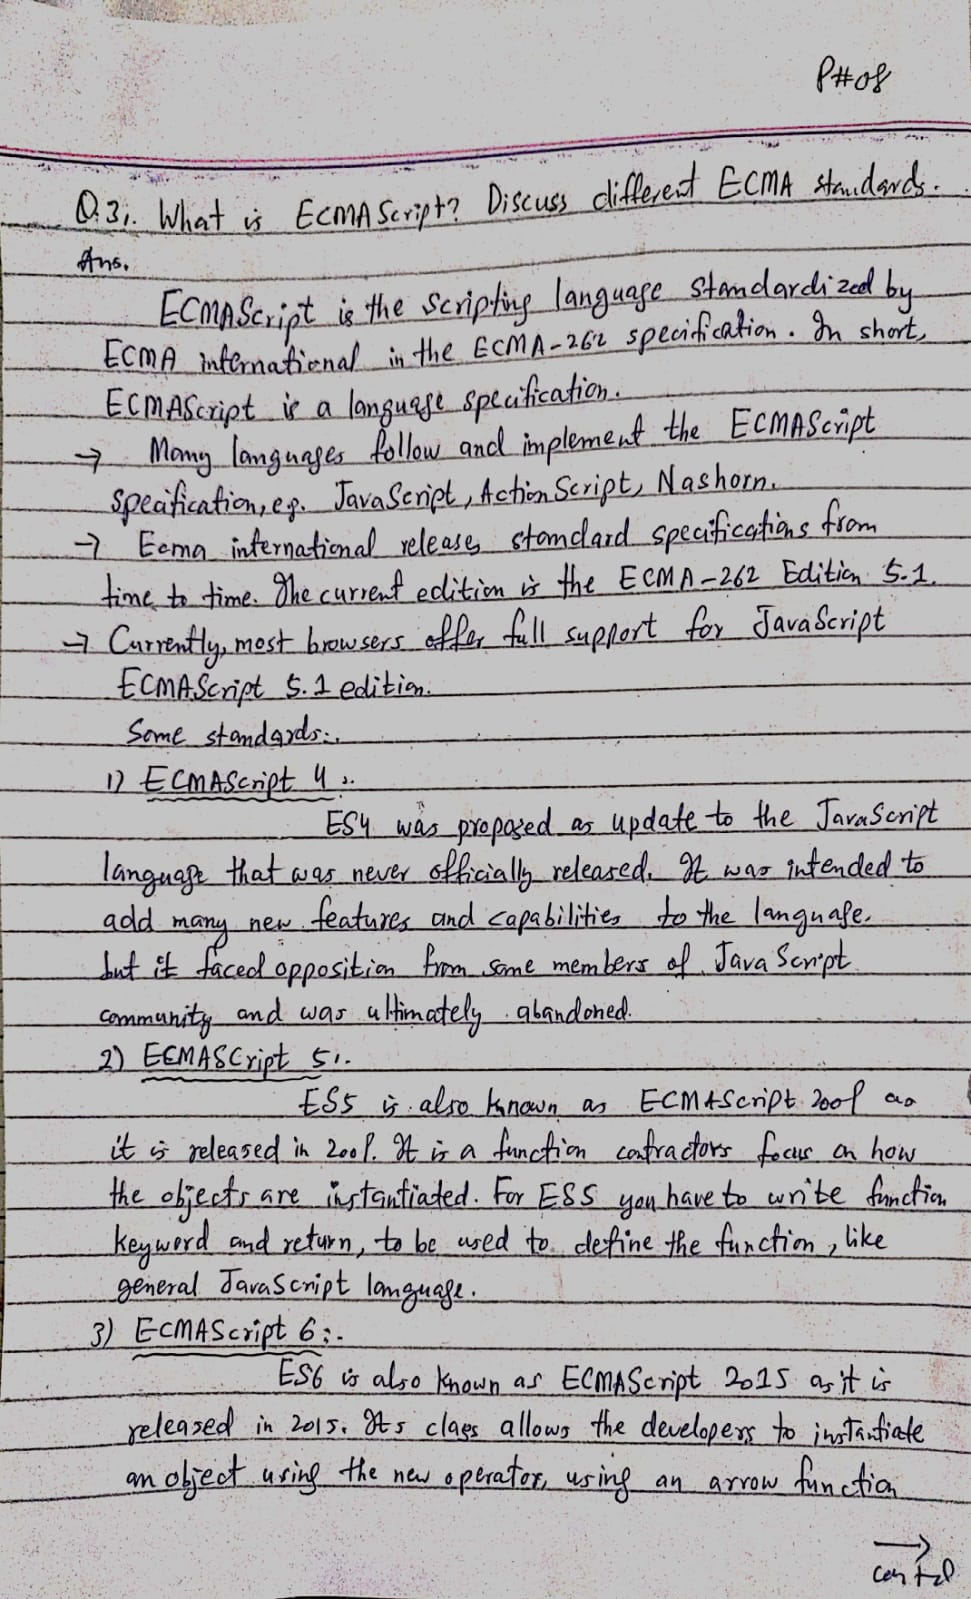 P#08
Q.3:. What is ECMAScript? Discuss different ECMA standards.
Ans.
ECMAScript is the scripting language standardized by
ECMA international in the ECMA-262 specification. In short,
ECMAScript is a language specification.
→ Many languages follow and implement the ECMAScript
specification, e.g. JavaScript, ActionScript, Nashorn.
→ Ecma international releases standard specifications from
time to time. The current edition is the ECMA-262 Edition 5.1.
→ Currently, most browsers offer full support for JavaScript
ECMAScript 5.1 edition.
Some standards:.
1) ECMAScript 4:.
ES4 was proposed as update to the JavaScript
language that was never officially released. It was intended to
add many new features and capabilities to the language.
but it faced opposition from some members of JavaScript
community and was ultimately abandoned.
2) ECMASCript 5:.
ES5 is also known as ECMAScript 2009 as
it is released in 2009. It is a function contractors focus on how
the objects are instantiated. For ES5 you have to write function
keyword and return, to be used to define the function, like
general JavaScript language.
3) ECMAScript 6:-
ES6 is also known as ECMAScript 2015 as it is
released in 2015. Its class allows the developers to instantiate
an object using the new operator, using an arrow function
→
contd